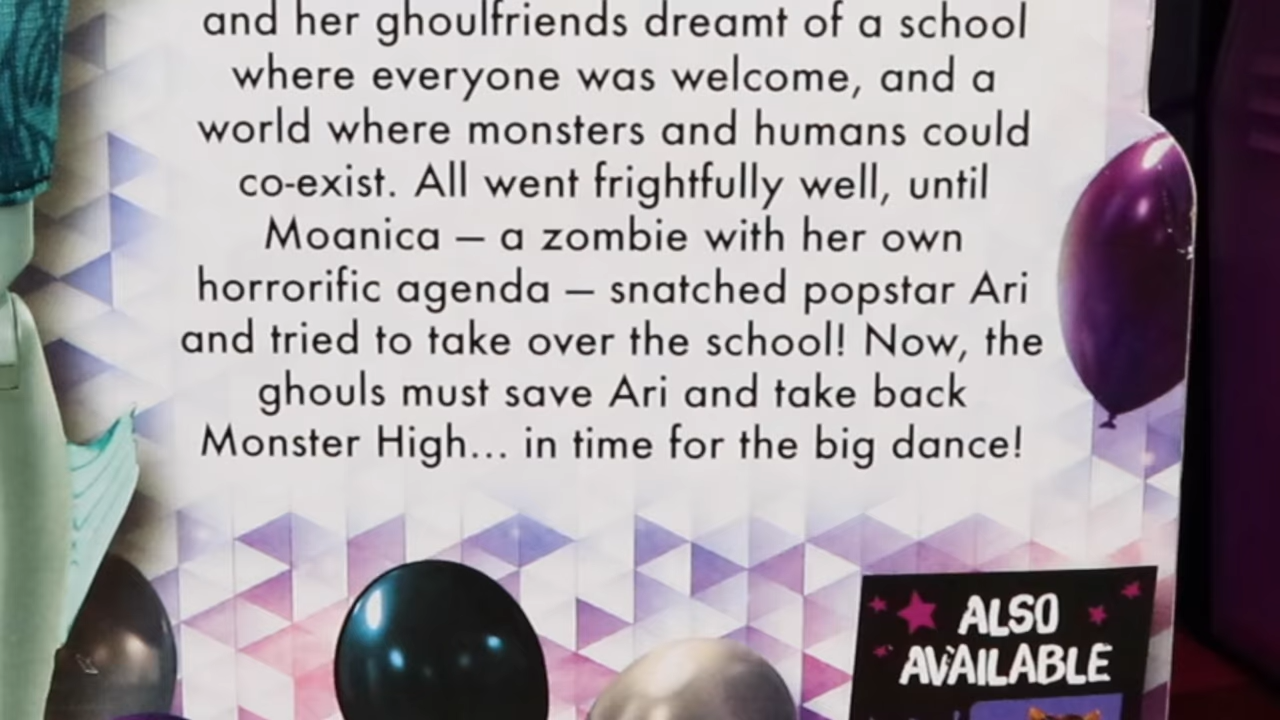 and her ghoulfriends dreamt of a school
where everyone was welcome, and a
world where monsters and humans could
co-exist. All went frightfully well, until
Moanica – a zombie with her own
horrorific agenda – snatched popstar Ari
and tried to take over the school! Now, the
ghouls must save Ari and take back
Monster High... in time for the big dance!
ALSO
AVAILABLE